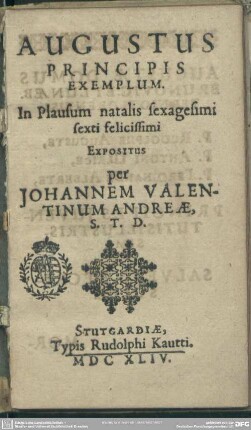 AUGUSTUS
PRINCIPIS
EXEMPLUM.
In Plausum natalis sexagesimi
sexti felicissimi
EXPOSITUS
per
JOHANNEM VALEN-
TINUM ANDREÆ,
S. T. D.
STUTGARDIÆ,
Typis Rudolphi Kautti.
MDC XLIV.